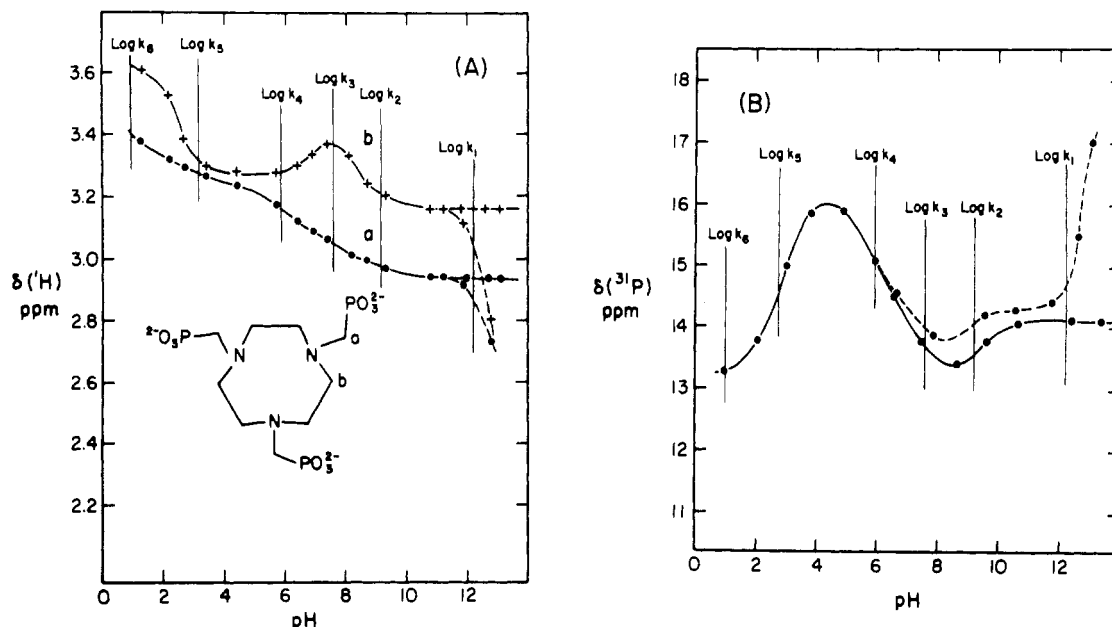 (A)
Log k₆
Log k₅
Log k₄
Log k₃
Log k₂
Log k₁
b
a
3.6
3.4
3.2
3.0
2.8
2.6
2.4
2.2
δ(¹H)
ppm
PO₃²⁻
²⁻O₃P
a
N
N
b
N
PO₃²⁻
0 2 4 6 8 10 12
pH
(B)
Log k₆
Log k₅
Log k₄
Log k₃
Log k₂
Log k₁
18
17
16
15
14
13
12
11
δ(³¹P)
ppm
0 2 4 6 8 10 12
pH